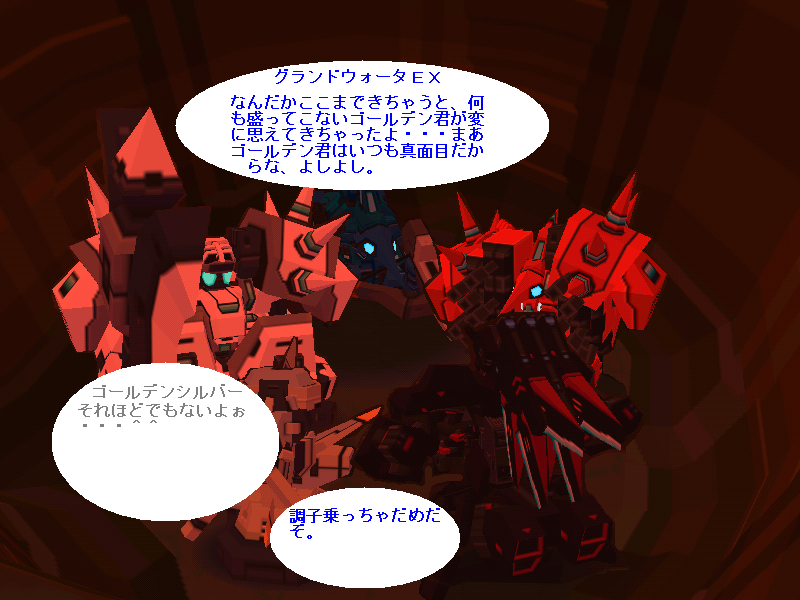 グランドウォータＥＸ
なんだかここまできちゃうと、何
も盛ってこないゴールデン君が変
に思えてきちゃったよ・・・まあ
ゴールデン君はいつも真面目だか
らな、よしよし。
ゴールデンシルバー
それほどでもないよぉ
・・・＾＾
調子乗っちゃだめだ
ぞ。